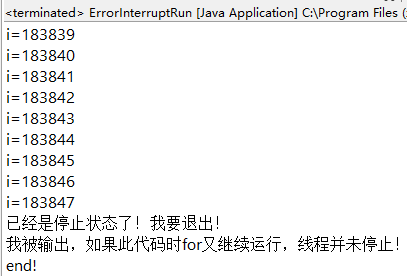 <terminated> ErrorInterruptRun [Java Application] C:\Program Files (
i=183839
i=183840
i=183841
i=183842
i=183843
i=183844
i=183845
i=183846
i=183847
已经是停止状态了！我要退出！
我被输出，如果此代码时for又继续运行，线程并未停止！
end!